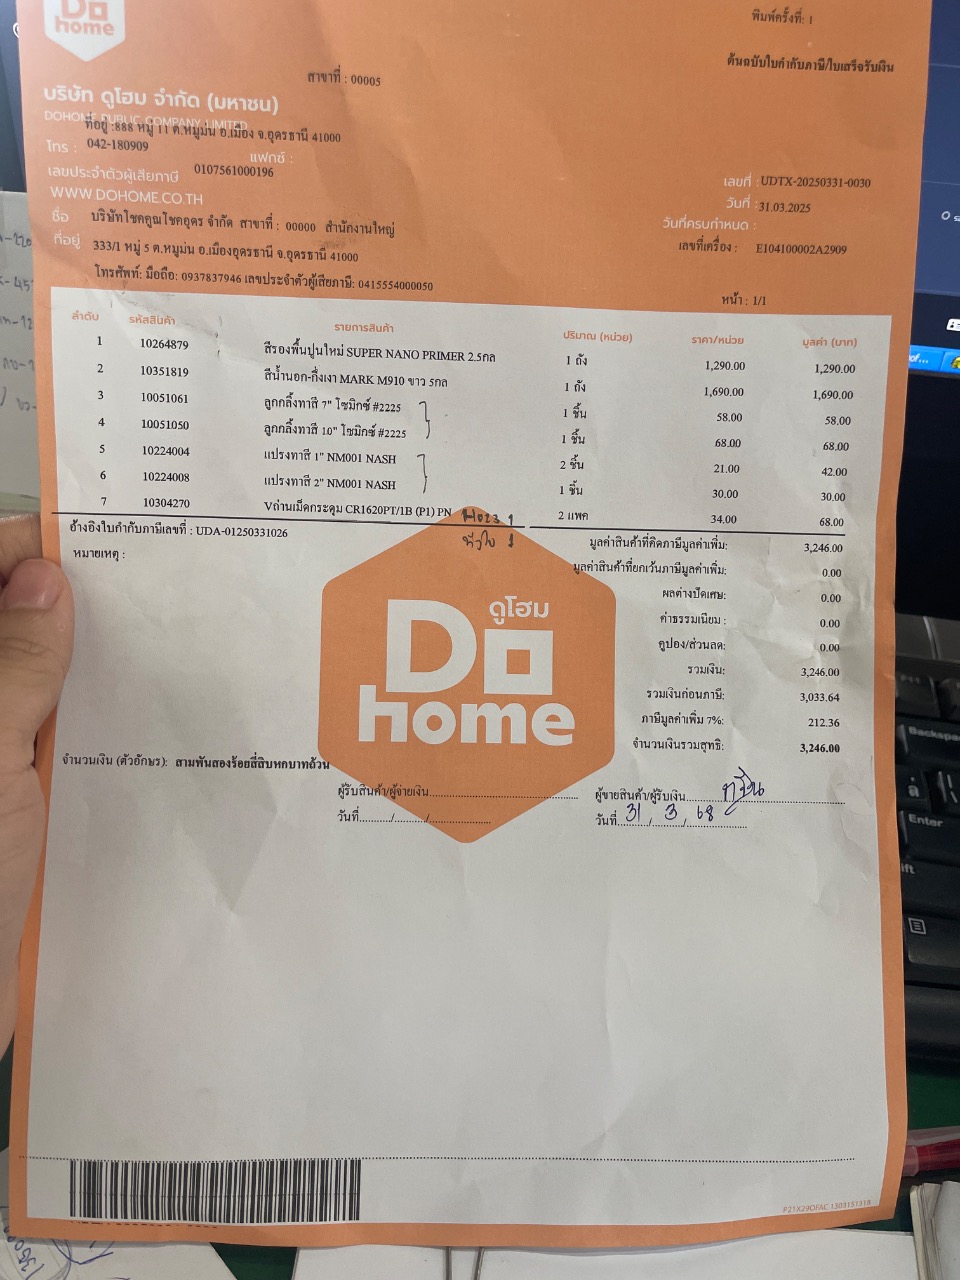 Do
home
พิมพ์ครั้งที่: 1
ต้นฉบับใบกำกับภาษี/ใบเสร็จรับเงิน
สาขาที่ : 00005
บริษัท ดูโฮม จำกัด (มหาชน)
DOHOME PUBLIC COMPANY LIMITED
ที่อยู่ :888 หมู่ 11 ต.หมูม่น อ.เมือง จ.อุดรธานี 41000
โทร : 042-180909 แฟกซ์ :
เลขประจำตัวผู้เสียภาษี 0107561000196
WWW.DOHOME.CO.TH
เลขที่ : UDTX-20250331-0030
วันที่ : 31.03.2025
วันที่ครบกำหนด :
เลขที่เครื่อง : E104100002A2909
ชื่อ บริษัทโชคคูณโชคอุดร จำกัด สาขาที่ : 00000 สำนักงานใหญ่
ที่อยู่ 333/1 หมู่ 5 ต.หมูม่น อ.เมืองอุดรธานี จ.อุดรธานี 41000
โทรศัพท์: มือถือ: 0937837946 เลขประจำตัวผู้เสียภาษี: 0415554000050
หน้า : 1/1
ลำดับ รหัสสินค้า รายการสินค้า ปริมาณ (หน่วย) ราคา/หน่วย มูลค่า (บาท)
1 10264879 สีรองพื้นปูนใหม่ SUPER NANO PRIMER 2.5กล 1 ถัง 1,290.00 1,290.00
2 10351819 สีน้ำนอก-กึ่งเงา MARK M910 ขาว 5กล 1 ถัง 1,690.00 1,690.00
3 10051061 ลูกกลิ้งทาสี 7" โซมิกซ์ #2225 1 ชิ้น 58.00 58.00
4 10051050 ลูกกลิ้งทาสี 10" โซมิกซ์ #2225 1 ชิ้น 68.00 68.00
5 10224004 แปรงทาสี 1" NM001 NASH 2 ชิ้น 21.00 42.00
6 10224008 แปรงทาสี 2" NM001 NASH 1 ชิ้น 30.00 30.00
7 10304270 Vถ่านเม็ดกระดุม CR1620PT/1B (P1) PN 2 แพค 34.00 68.00
อ้างอิงใบกำกับภาษีเลขที่ : UDA-01250331026
หมายเหตุ :
มูลค่าสินค้าที่คิดภาษีมูลค่าเพิ่ม: 3,246.00
มูลค่าสินค้าที่ยกเว้นภาษีมูลค่าเพิ่ม: 0.00
ผลต่างปัดเศษ: 0.00
ค่าธรรมเนียม : 0.00
คูปอง/ส่วนลด: 0.00
รวมเงิน: 3,246.00
รวมเงินก่อนภาษี: 3,033.64
ภาษีมูลค่าเพิ่ม 7%: 212.36
จำนวนเงินรวมสุทธิ: 3,246.00
ดูโฮม
Do
home
จำนวนเงิน (ตัวอักษร): สามพันสองร้อยสี่สิบหกบาทถ้วน
ผู้รับสินค้า/ผู้จ่ายเงิน
ผู้ขายสินค้า/ผู้รับเงิน
วันที่ / /
วันที่ 31 / 3 / 68
P21X29OFAC 130315131B
Backspace
Enter